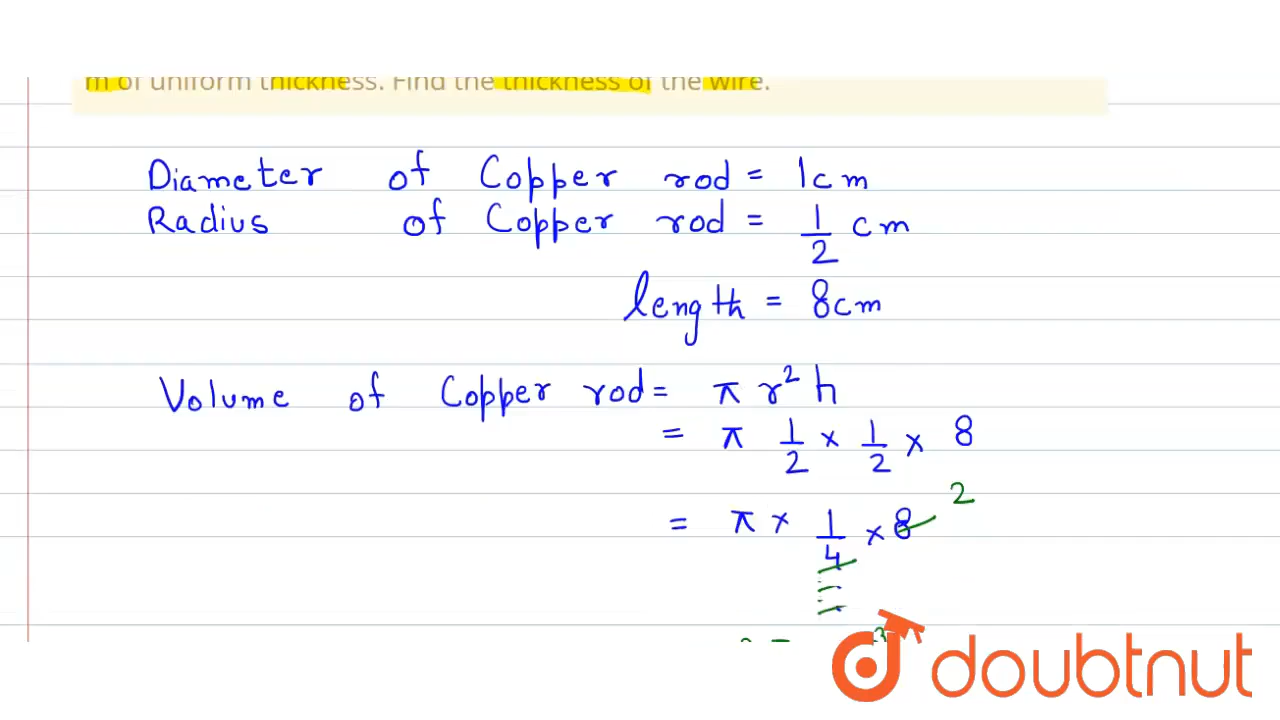 m of uniform thickness. Find the thickness of the wire.
Diameter of Copper rod = 1cm
Radius of Copper rod = 1/2 cm
length = 8cm
Volume of Copper rod = π r² h
= π 1/2 × 1/2 × 8
= π × 1/4 × 8 2
doubtnut